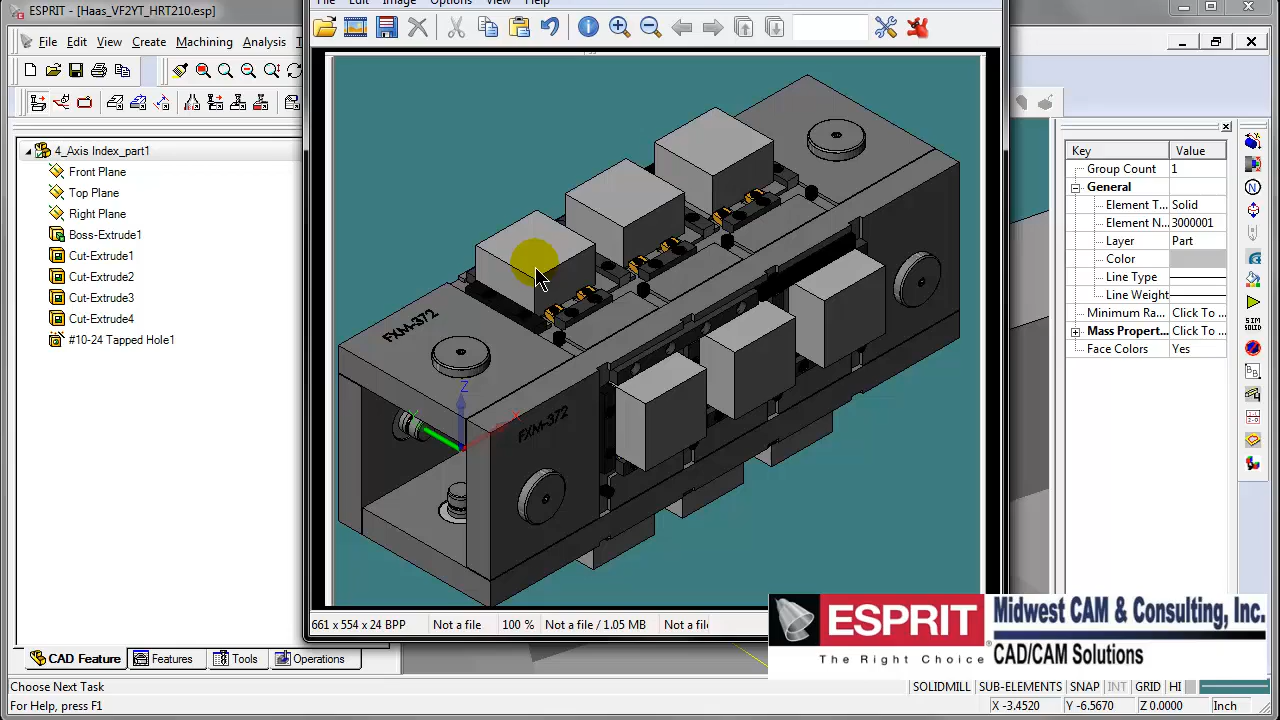 ESPRIT - [Haas_VF2YT_HRT210.esp]
File Edit View Create Machining Analysis
Edit Image Options View Help
4_Axis Index_part1
Front Plane
Top Plane
Right Plane
Boss-Extrude1
Cut-Extrude1
Cut-Extrude2
Cut-Extrude3
Cut-Extrude4
#10-24 Tapped Hole1
FXM-372
FXM-372
Z
X
Key Value
Group Count 1
General
Element T... Solid
Element N... 3000001
Layer Part
Color
Line Type
Line Weight
Minimum Ra... Click To ...
Mass Propert... Click To ...
Face Colors Yes
SIM
SOLID
661 x 554 x 24 BPP Not a file 100 % Not a file / 1.05 MB Not a file
CAD Feature Features Tools Operations
ESPRIT®
The Right Choice
Midwest CAM & Consulting, Inc.
CAD/CAM Solutions
Choose Next Task
SOLIDMILL SUB-ELEMENTS SNAP INT GRID HI
For Help, press F1
X -3.4520 Y -6.5670 Z 0.0000 Inch